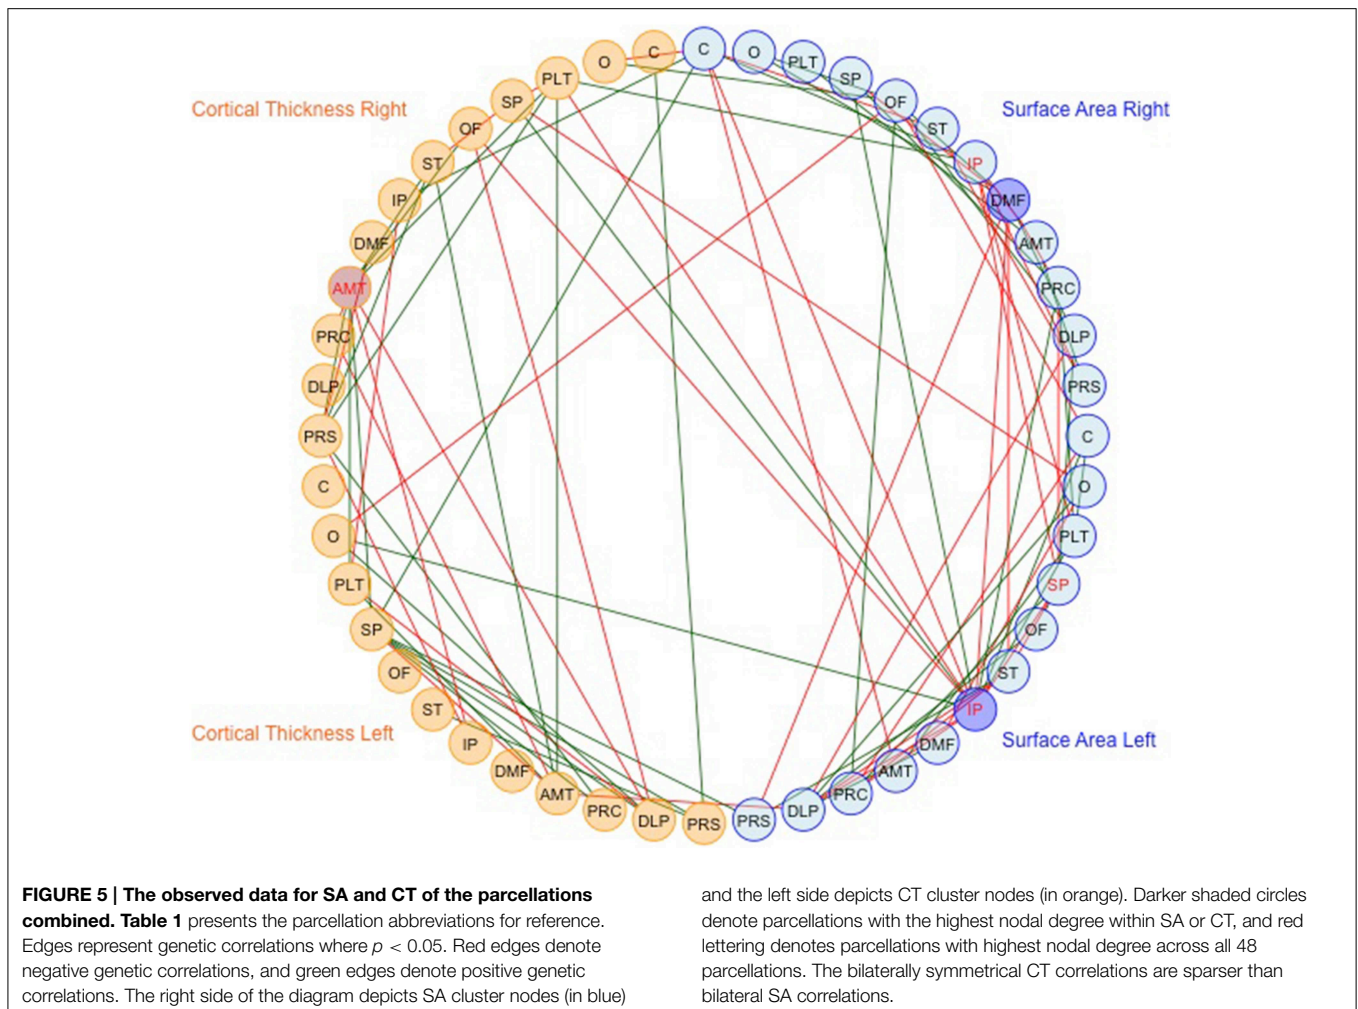 Cortical Thickness Right
Surface Area Right
C
O
PLT
SP
OF
ST
IP
DMF
AMT
PRC
DLP
PRS
C
O
PLT
SP
OF
ST
IP
DMF
AMT
PRC
DLP
PRS
PRS
DLP
PRC
AMT
DMF
IP
ST
OF
SP
PLT
O
C
PRS
DLP
PRC
AMT
DMF
IP
ST
OF
SP
PLT
O
C
Cortical Thickness Left
Surface Area Left
FIGURE 5 | The observed data for SA and CT of the parcellations
combined. Table 1 presents the parcellation abbreviations for reference.
Edges represent genetic correlations where p < 0.05. Red edges denote
negative genetic correlations, and green edges denote positive genetic
correlations. The right side of the diagram depicts SA cluster nodes (in blue)
and the left side depicts CT cluster nodes (in orange). Darker shaded circles
denote parcellations with the highest nodal degree within SA or CT, and red
lettering denotes parcellations with highest nodal degree across all 48
parcellations. The bilaterally symmetrical CT correlations are sparser than
bilateral SA correlations.